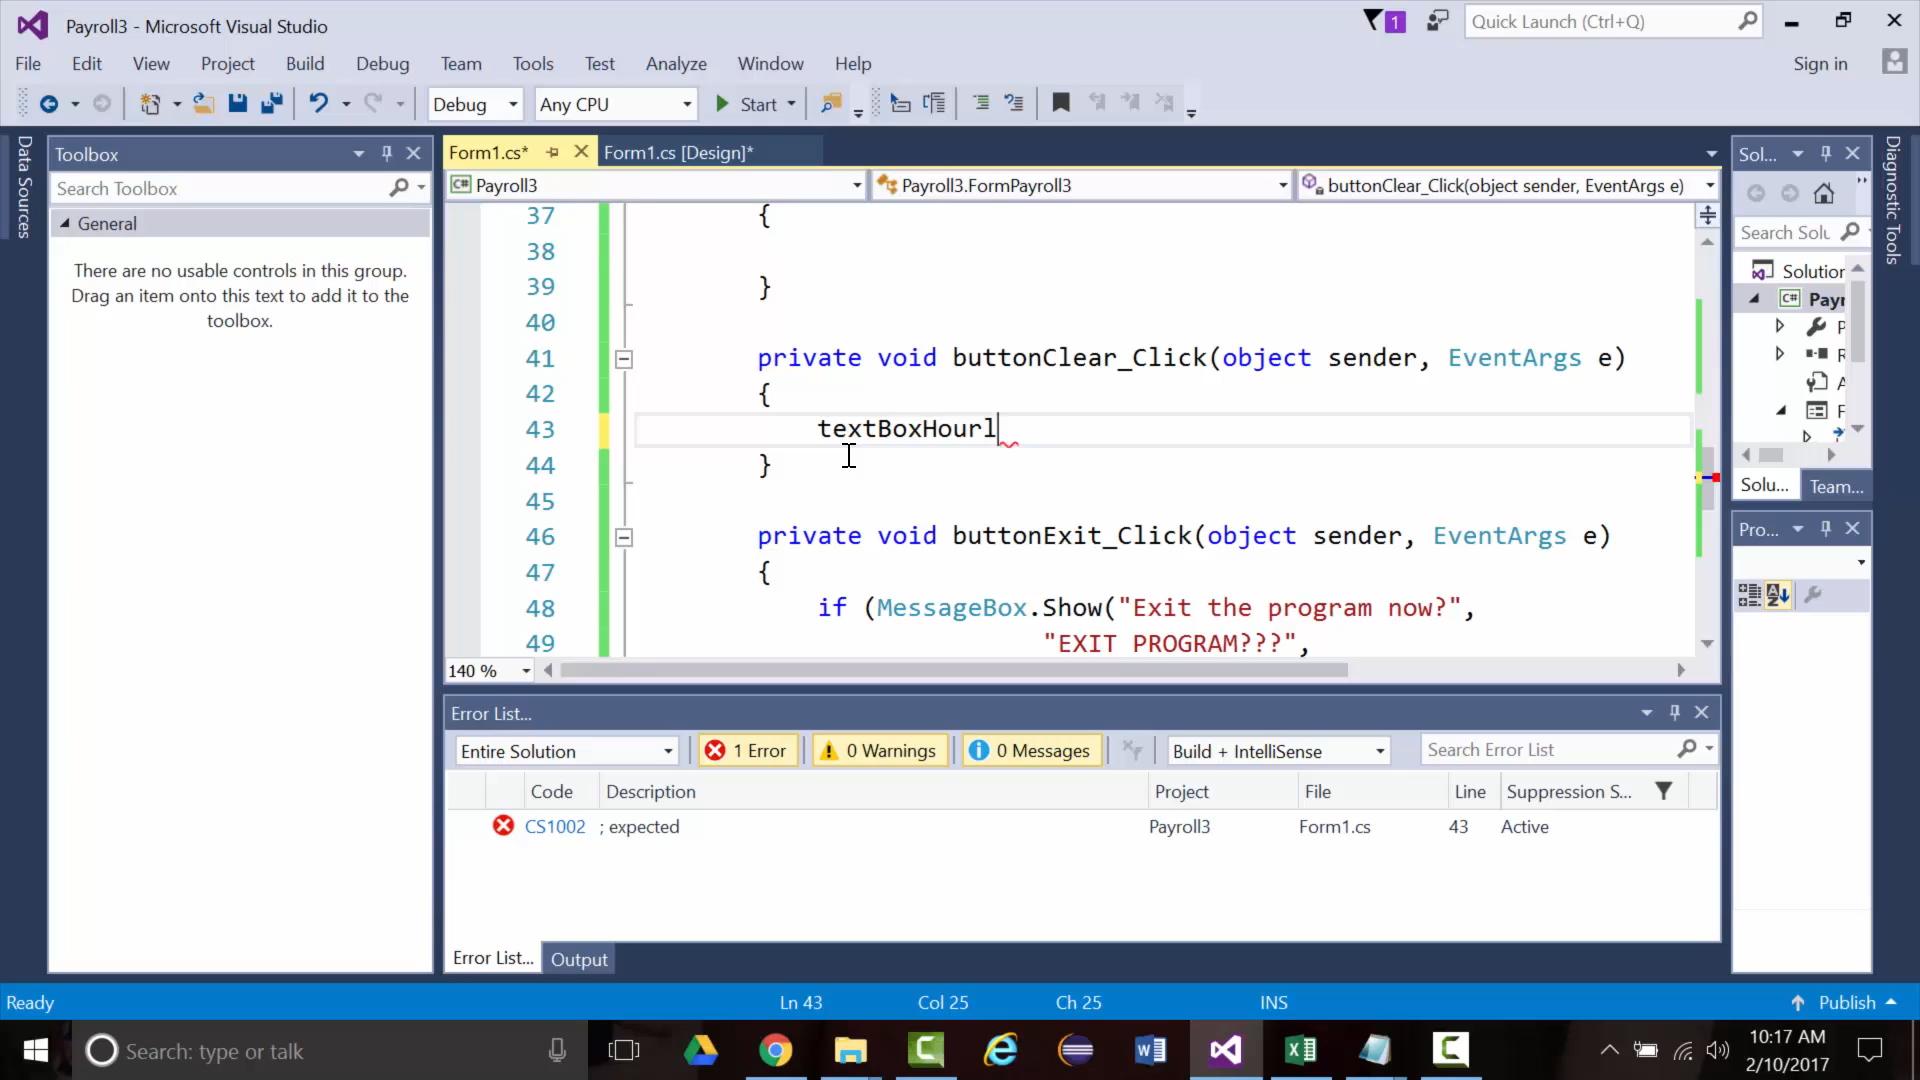 Payroll3 - Microsoft Visual Studio
1
Quick Launch (Ctrl+Q)
File Edit View Project Build Debug Team Tools Test Analyze Window Help
Sign in
Debug Any CPU Start
Data Sources
Toolbox
Search Toolbox
General
There are no usable controls in this group.
Drag an item onto this text to add it to the
toolbox.
Form1.cs* Form1.cs [Design]*
C# Payroll3 Payroll3.FormPayroll3 buttonClear_Click(object sender, EventArgs e)
37 {
38
39 }
40
41 private void buttonClear_Click(object sender, EventArgs e)
42 {
43 textBoxHourl
44 }
45
46 private void buttonExit_Click(object sender, EventArgs e)
47 {
48 if (MessageBox.Show("Exit the program now?",
49 "EXIT PROGRAM???",
140 %
Error List...
Entire Solution 1 Error 0 Warnings 0 Messages Build + IntelliSense Search Error List
Code Description Project File Line Suppression S...
CS1002 ; expected Payroll3 Form1.cs 43 Active
Error List... Output
Sol...
Search Solu
Solution
C# Payr
P
R
A
F
Solu... Team...
Pro...
Diagnostic Tools
Ready Ln 43 Col 25 Ch 25 INS Publish
Search: type or talk
10:17 AM
2/10/2017